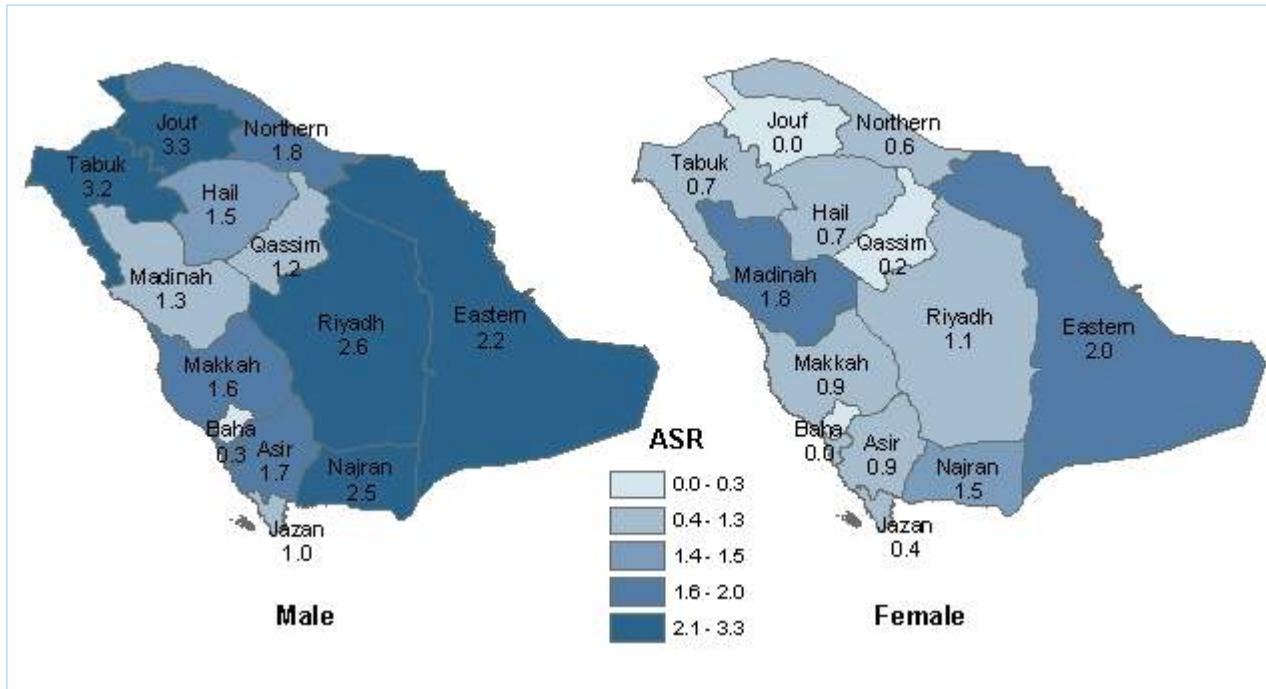 Jouf
3.3
Northern
1.8
Tabuk
3.2
Hail
1.5
Qassim
1.2
Madinah
1.3
Riyadh
2.6
Eastern
2.2
Makkah
1.6
Baha
0.3
Asir
1.7
Najran
2.5
Jazan
1.0
Male
ASR
0.0 - 0.3
0.4 - 1.3
1.4 - 1.5
1.6 - 2.0
2.1 - 3.3
Jouf
0.0
Northern
0.6
Tabuk
0.7
Hail
0.7
Qassim
0.2
Madinah
1.8
Riyadh
1.1
Eastern
2.0
Makkah
0.9
Baha
0.0
Asir
0.9
Najran
1.5
Jazan
0.4
Female